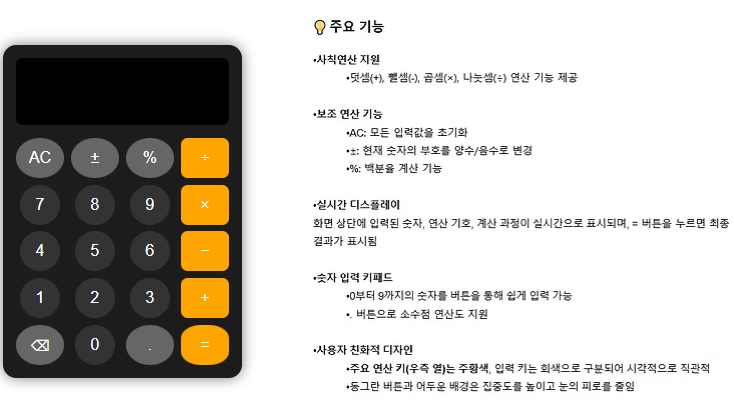 AC ± % ÷
7 8 9 ×
4 5 6 −
1 2 3 +
⌫ 0 . =
💡 주요 기능
•사칙연산 지원
•덧셈(+), 뺄셈(-), 곱셈(×), 나눗셈(÷) 연산 기능 제공
•보조 연산 기능
•AC: 모든 입력값을 초기화
•±: 현재 숫자의 부호를 양수/음수로 변경
•%: 백분율 계산 기능
•실시간 디스플레이
화면 상단에 입력된 숫자, 연산 기호, 계산 과정이 실시간으로 표시되며, = 버튼을 누르면 최종
결과가 표시됨
•숫자 입력 키패드
•0부터 9까지의 숫자를 버튼을 통해 쉽게 입력 가능
•. 버튼으로 소수점 연산도 지원
•사용자 친화적 디자인
•주요 연산 키(우측 열)는 주황색, 입력 키는 회색으로 구분되어 시각적으로 직관적
•둥그란 버튼과 어두운 배경은 집중도를 높이고 눈의 피로를 줄임